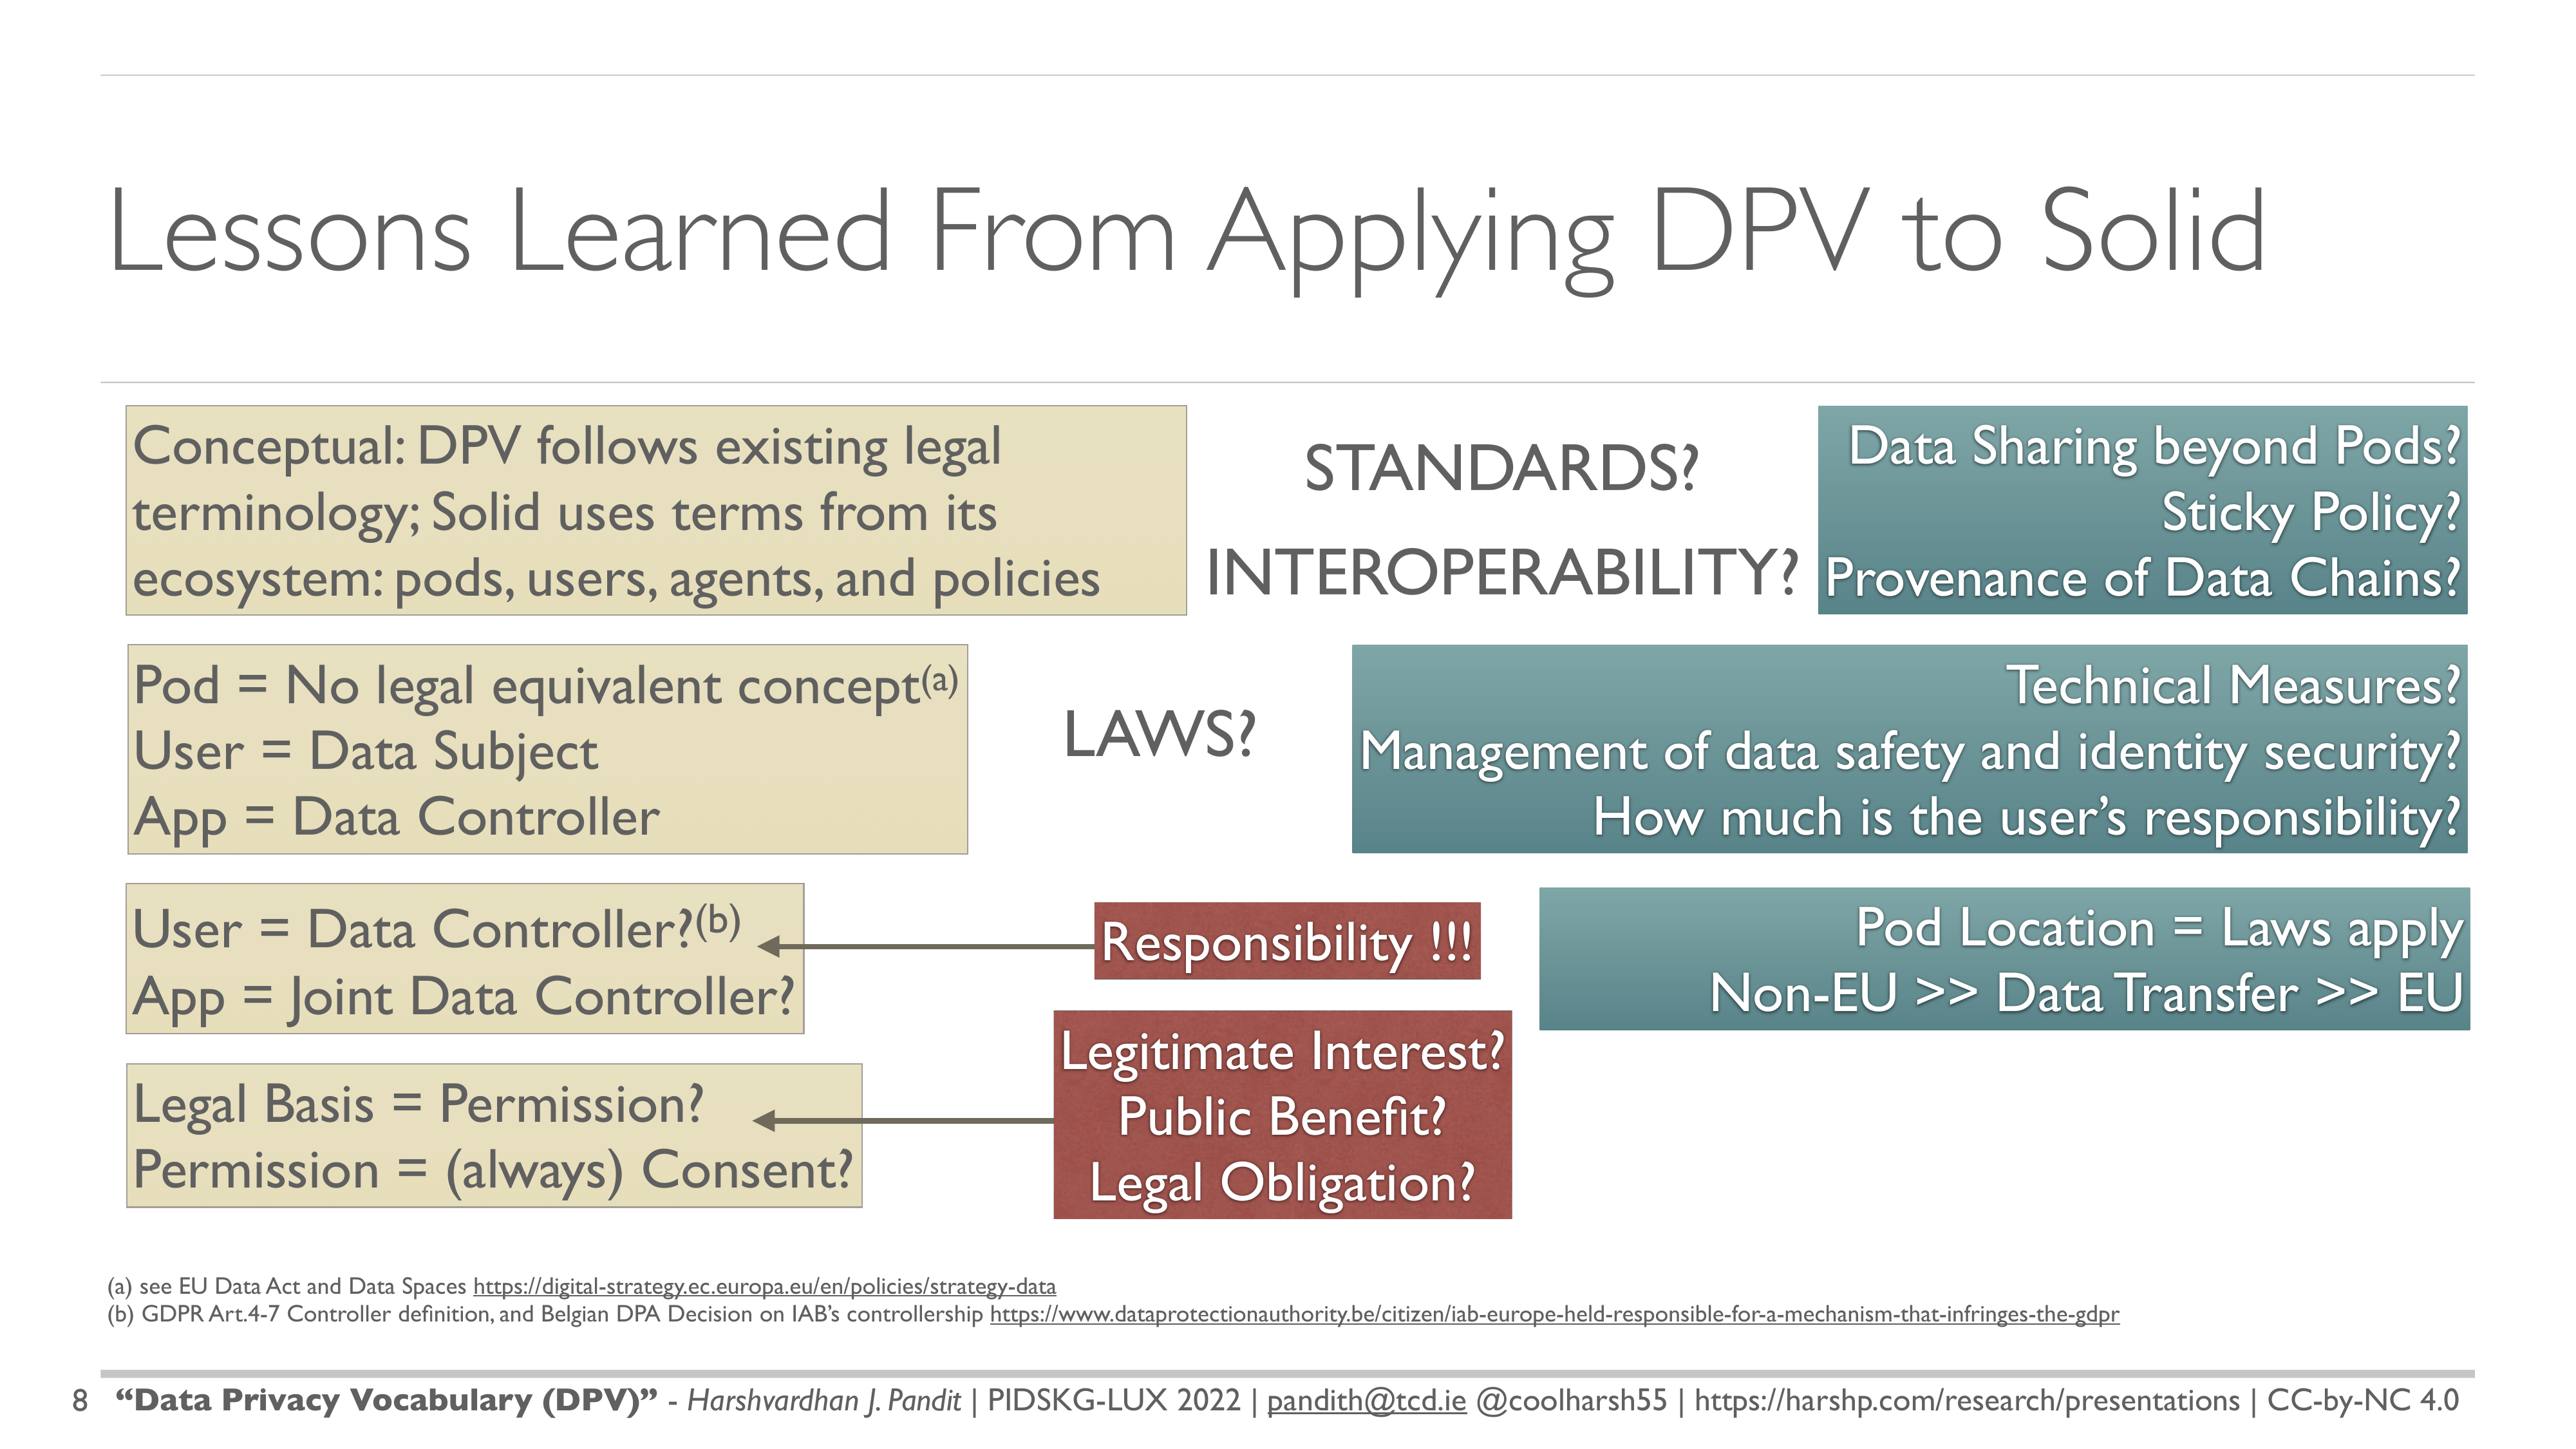 Lessons Learned From Applying DPV to Solid
Conceptual: DPV follows existing legal
terminology; Solid uses terms from its
ecosystem: pods, users, agents, and policies
STANDARDS?
INTEROPERABILITY?
Data Sharing beyond Pods?
Sticky Policy?
Provenance of Data Chains?
Pod = No legal equivalent concept(a)
User = Data Subject
App = Data Controller
LAWS?
Technical Measures?
Management of data safety and identity security?
How much is the user’s responsibility?
User = Data Controller?(b)
App = Joint Data Controller?
Responsibility !!!
Pod Location = Laws apply
Non-EU >> Data Transfer >> EU
Legal Basis = Permission?
Permission = (always) Consent?
Legitimate Interest?
Public Benefit?
Legal Obligation?
(a) see EU Data Act and Data Spaces https://digital-strategy.ec.europa.eu/en/policies/strategy-data
(b) GDPR Art.4-7 Controller definition, and Belgian DPA Decision on IAB’s controllership https://www.dataprotectionauthority.be/citizen/iab-europe-held-responsible-for-a-mechanism-that-infringes-the-gdpr
8 “Data Privacy Vocabulary (DPV)” - Harshvardhan J. Pandit | PIDSKG-LUX 2022 | pandith@tcd.ie @coolharsh55 | https://harshp.com/research/presentations | CC-by-NC 4.0